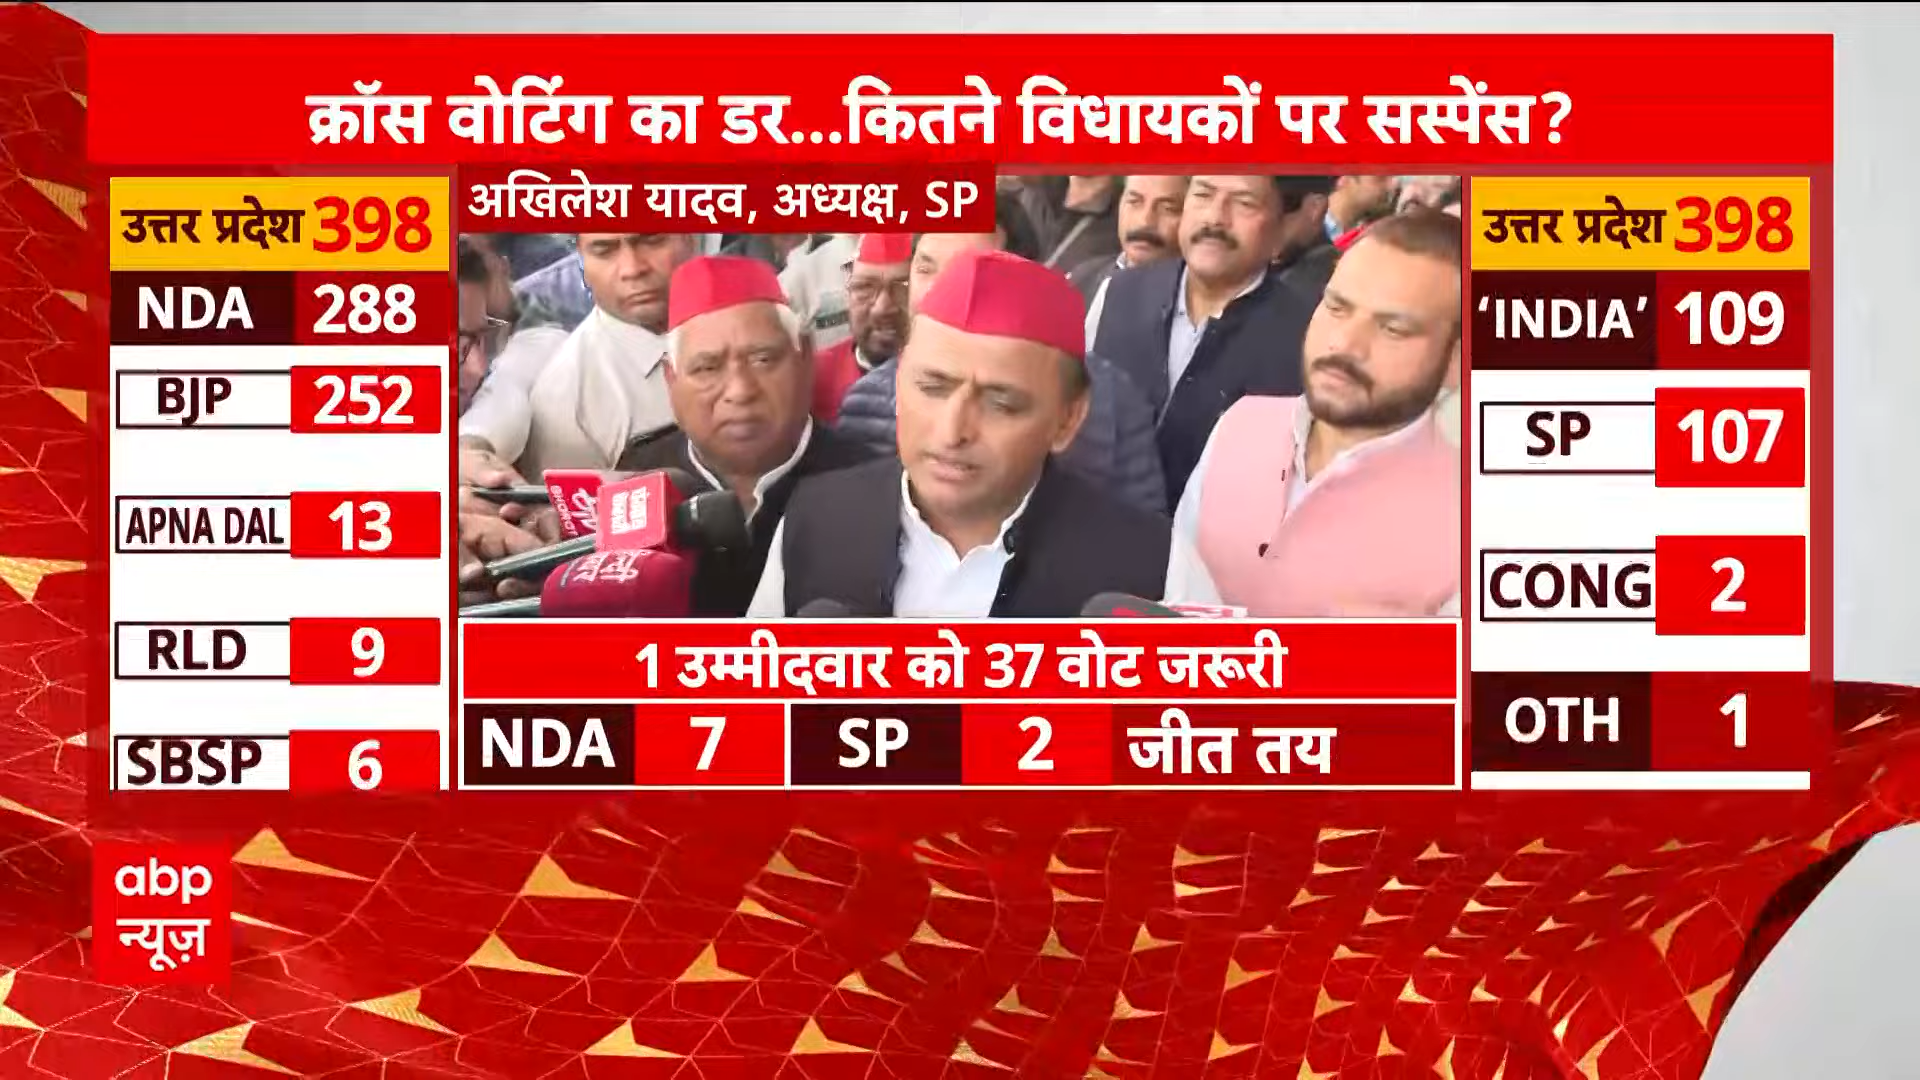 क्रॉस वोटिंग का डर...कितने विधायकों पर सस्पेंस?
उत्तर प्रदेश 398
NDA 288
BJP 252
APNA DAL 13
RLD 9
SBSP 6
अखिलेश यादव, अध्यक्ष, SP
1 उम्मीदवार को 37 वोट जरूरी
NDA 7 SP 2 जीत तय
उत्तर प्रदेश 398
‘INDIA’ 109
SP 107
CONG 2
OTH 1
abp
न्यूज़